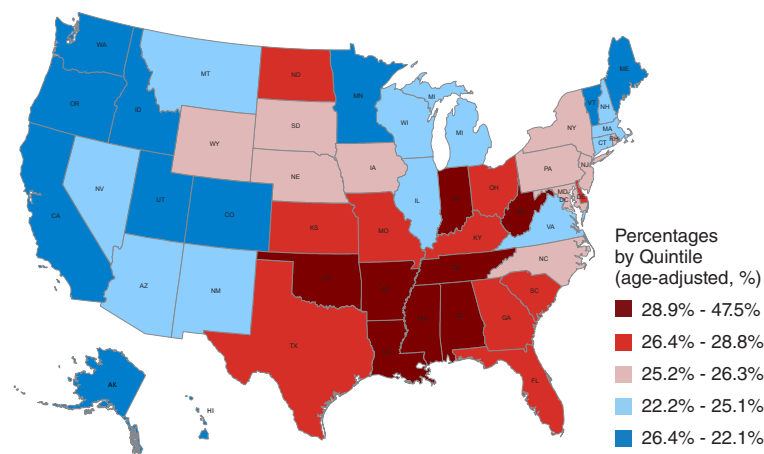 WA
OR
CA
ID
NV
MT
WY
UT
CO
AZ
NM
ND
SD
NE
KS
TX
MN
IA
MO
WI
IL
MI
MI
OH
KY
GA
FL
SC
NC
VA
PA
NY
NJ
MD
DC
DE
VT
NH
MA
CT
RI
ME
AK
HI
Percentages
by Quintile
(age-adjusted, %)
28.9% - 47.5%
26.4% - 28.8%
25.2% - 26.3%
22.2% - 25.1%
26.4% - 22.1%